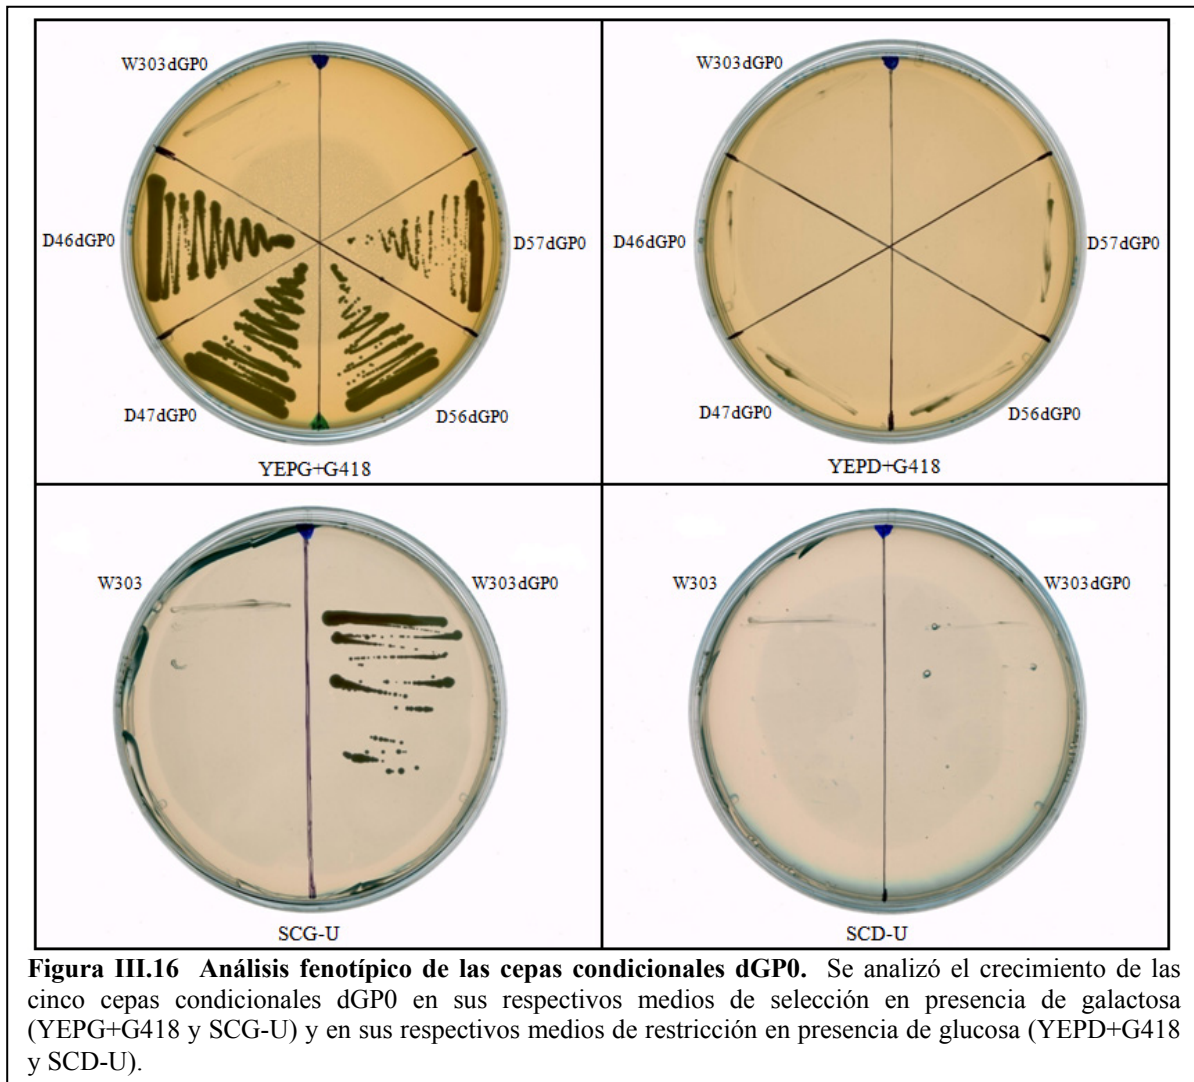 W303dGP0
D46dGP0
D57dGP0
D47dGP0
D56dGP0
YEPG+G418
W303dGP0
D46dGP0
D57dGP0
D47dGP0
D56dGP0
YEPD+G418
W303
W303dGP0
SCG-U
W303
W303dGP0
SCD-U
Figura III.16 Análisis fenotípico de las cepas condicionales dGP0. Se analizó el crecimiento de las
cinco cepas condicionales dGP0 en sus respectivos medios de selección en presencia de galactosa
(YEPG+G418 y SCG-U) y en sus respectivos medios de restricción en presencia de glucosa (YEPD+G418
y SCD-U).